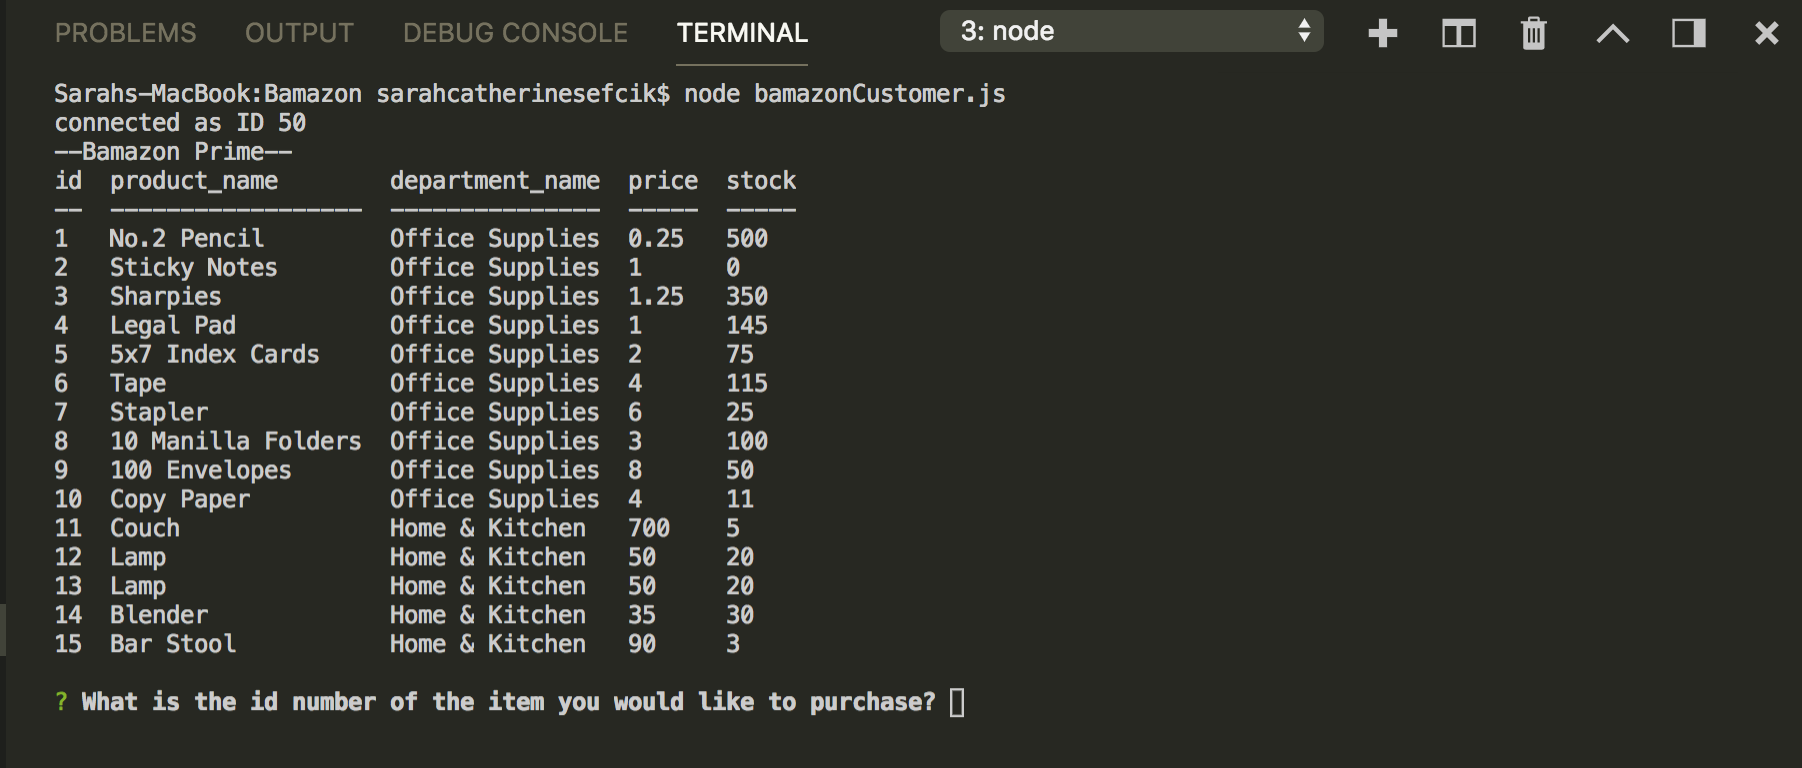 PROBLEMS OUTPUT DEBUG CONSOLE TERMINAL 3: node
Sarahs-MacBook:Bamazon sarahcatherinesefcik$ node bamazonCustomer.js
connected as ID 50
--Bamazon Prime--
id  product_name        department_name  price  stock
--  ------------------  ---------------  -----  -----
1   No.2 Pencil         Office Supplies  0.25   500
2   Sticky Notes        Office Supplies  1      0
3   Sharpies            Office Supplies  1.25   350
4   Legal Pad           Office Supplies  1      145
5   5x7 Index Cards     Office Supplies  2      75
6   Tape                Office Supplies  4      115
7   Stapler             Office Supplies  6      25
8   10 Manilla Folders  Office Supplies  3      100
9   100 Envelopes       Office Supplies  8      50
10  Copy Paper          Office Supplies  4      11
11  Couch               Home & Kitchen   700    5
12  Lamp                Home & Kitchen   50     20
13  Lamp                Home & Kitchen   50     20
14  Blender             Home & Kitchen   35     30
15  Bar Stool           Home & Kitchen   90     3
? What is the id number of the item you would like to purchase?